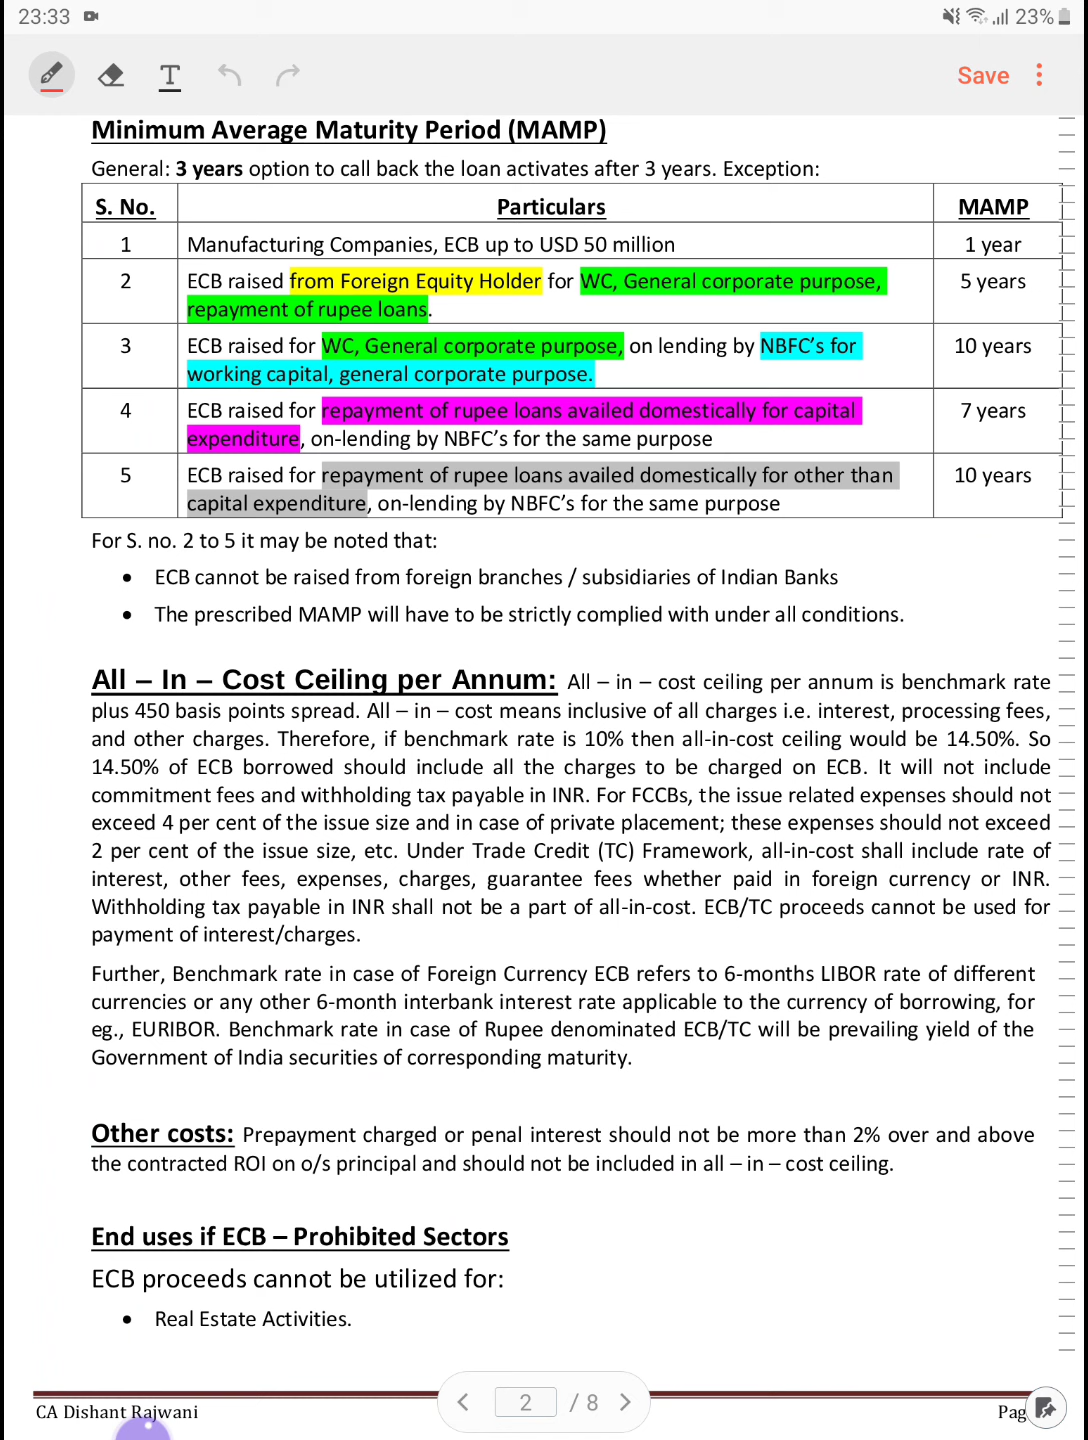 23:33
23%
Save
Minimum Average Maturity Period (MAMP)
General: 3 years option to call back the loan activates after 3 years. Exception:
S. No. Particulars MAMP
1 Manufacturing Companies, ECB up to USD 50 million 1 year
2 ECB raised from Foreign Equity Holder for WC, General corporate purpose, 5 years
repayment of rupee loans.
3 ECB raised for WC, General corporate purpose, on lending by NBFC’s for 10 years
working capital, general corporate purpose.
4 ECB raised for repayment of rupee loans availed domestically for capital 7 years
expenditure, on-lending by NBFC’s for the same purpose
5 ECB raised for repayment of rupee loans availed domestically for other than 10 years
capital expenditure, on-lending by NBFC’s for the same purpose
For S. no. 2 to 5 it may be noted that:
• ECB cannot be raised from foreign branches / subsidiaries of Indian Banks
• The prescribed MAMP will have to be strictly complied with under all conditions.
All – In – Cost Ceiling per Annum: All – in – cost ceiling per annum is benchmark rate
plus 450 basis points spread. All – in – cost means inclusive of all charges i.e. interest, processing fees,
and other charges. Therefore, if benchmark rate is 10% then all-in-cost ceiling would be 14.50%. So
14.50% of ECB borrowed should include all the charges to be charged on ECB. It will not include
commitment fees and withholding tax payable in INR. For FCCBs, the issue related expenses should not
exceed 4 per cent of the issue size and in case of private placement; these expenses should not exceed
2 per cent of the issue size, etc. Under Trade Credit (TC) Framework, all-in-cost shall include rate of
interest, other fees, expenses, charges, guarantee fees whether paid in foreign currency or INR.
Withholding tax payable in INR shall not be a part of all-in-cost. ECB/TC proceeds cannot be used for
payment of interest/charges.
Further, Benchmark rate in case of Foreign Currency ECB refers to 6-months LIBOR rate of different
currencies or any other 6-month interbank interest rate applicable to the currency of borrowing, for
eg., EURIBOR. Benchmark rate in case of Rupee denominated ECB/TC will be prevailing yield of the
Government of India securities of corresponding maturity.
Other costs: Prepayment charged or penal interest should not be more than 2% over and above
the contracted ROI on o/s principal and should not be included in all – in – cost ceiling.
End uses if ECB – Prohibited Sectors
ECB proceeds cannot be utilized for:
• Real Estate Activities.
CA Dishant Rajwani
2 / 8
Pag